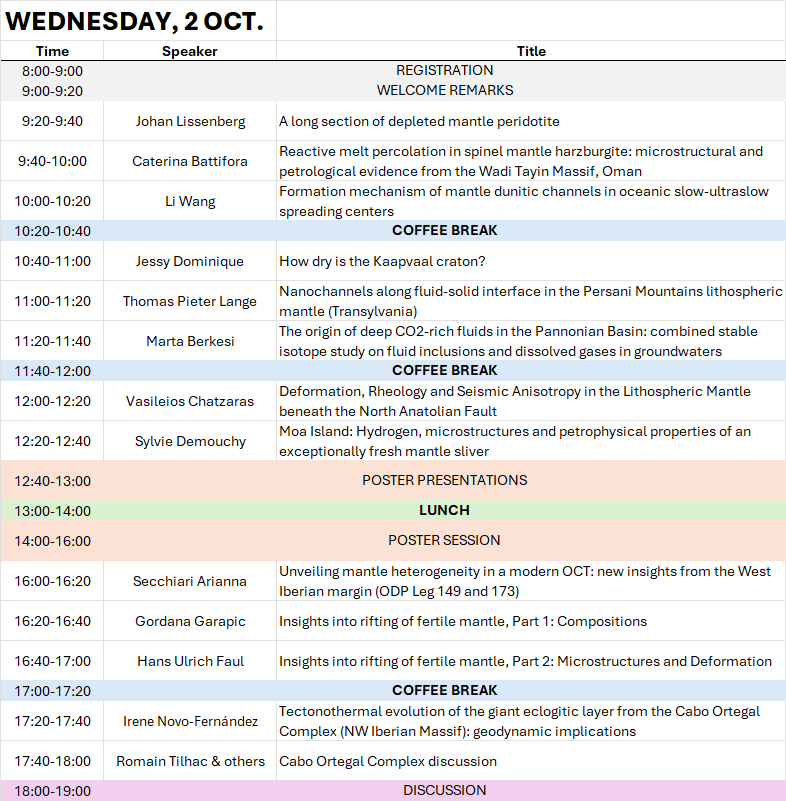 WEDNESDAY, 2 OCT.
Time Speaker Title
8:00-9:00 REGISTRATION
9:00-9:20 WELCOME REMARKS
9:20-9:40 Johan Lissenberg A long section of depleted mantle peridotite
9:40-10:00 Caterina Battifora Reactive melt percolation in spinel mantle harzburgite: microstructural and
petrological evidence from the Wadi Tayin Massif, Oman
10:00-10:20 Li Wang Formation mechanism of mantle dunitic channels in oceanic slow-ultraslow
spreading centers
10:20-10:40 COFFEE BREAK
10:40-11:00 Jessy Dominique How dry is the Kaapvaal craton?
11:00-11:20 Thomas Pieter Lange Nanochannels along fluid-solid interface in the Persani Mountains lithospheric
mantle (Transylvania)
11:20-11:40 Marta Berkesi The origin of deep CO2-rich fluids in the Pannonian Basin: combined stable
isotope study on fluid inclusions and dissolved gases in groundwaters
11:40-12:00 COFFEE BREAK
12:00-12:20 Vasileios Chatzaras Deformation, Rheology and Seismic Anisotropy in the Lithospheric Mantle
beneath the North Anatolian Fault
12:20-12:40 Sylvie Demouchy Moa Island: Hydrogen, microstructures and petrophysical properties of an
exceptionally fresh mantle sliver
12:40-13:00 POSTER PRESENTATIONS
13:00-14:00 LUNCH
14:00-16:00 POSTER SESSION
16:00-16:20 Secchiari Arianna Unveiling mantle heterogeneity in a modern OCT: new insights from the West
Iberian margin (ODP Leg 149 and 173)
16:20-16:40 Gordana Garapic Insights into rifting of fertile mantle, Part 1: Compositions
16:40-17:00 Hans Ulrich Faul Insights into rifting of fertile mantle, Part 2: Microstructures and Deformation
17:00-17:20 COFFEE BREAK
17:20-17:40 Irene Novo-Fernández Tectonothermal evolution of the giant eclogitic layer from the Cabo Ortegal
Complex (NW Iberian Massif): geodynamic implications
17:40-18:00 Romain Tilhac & others Cabo Ortegal Complex discussion
18:00-19:00 DISCUSSION